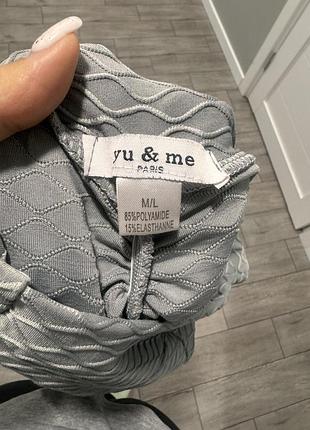 yu & me
PARIS
M/L
85%POLYAMIDE
15%ELASTHANNE